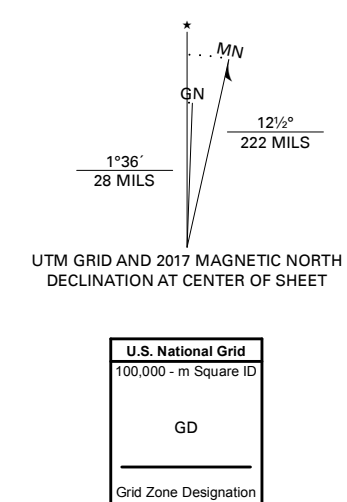 ★
MN
GN
12½°
222 MILS
1°36´
28 MILS
UTM GRID AND 2017 MAGNETIC NORTH
DECLINATION AT CENTER OF SHEET
U.S. National Grid
100,000 - m Square ID
GD
Grid Zone Designation